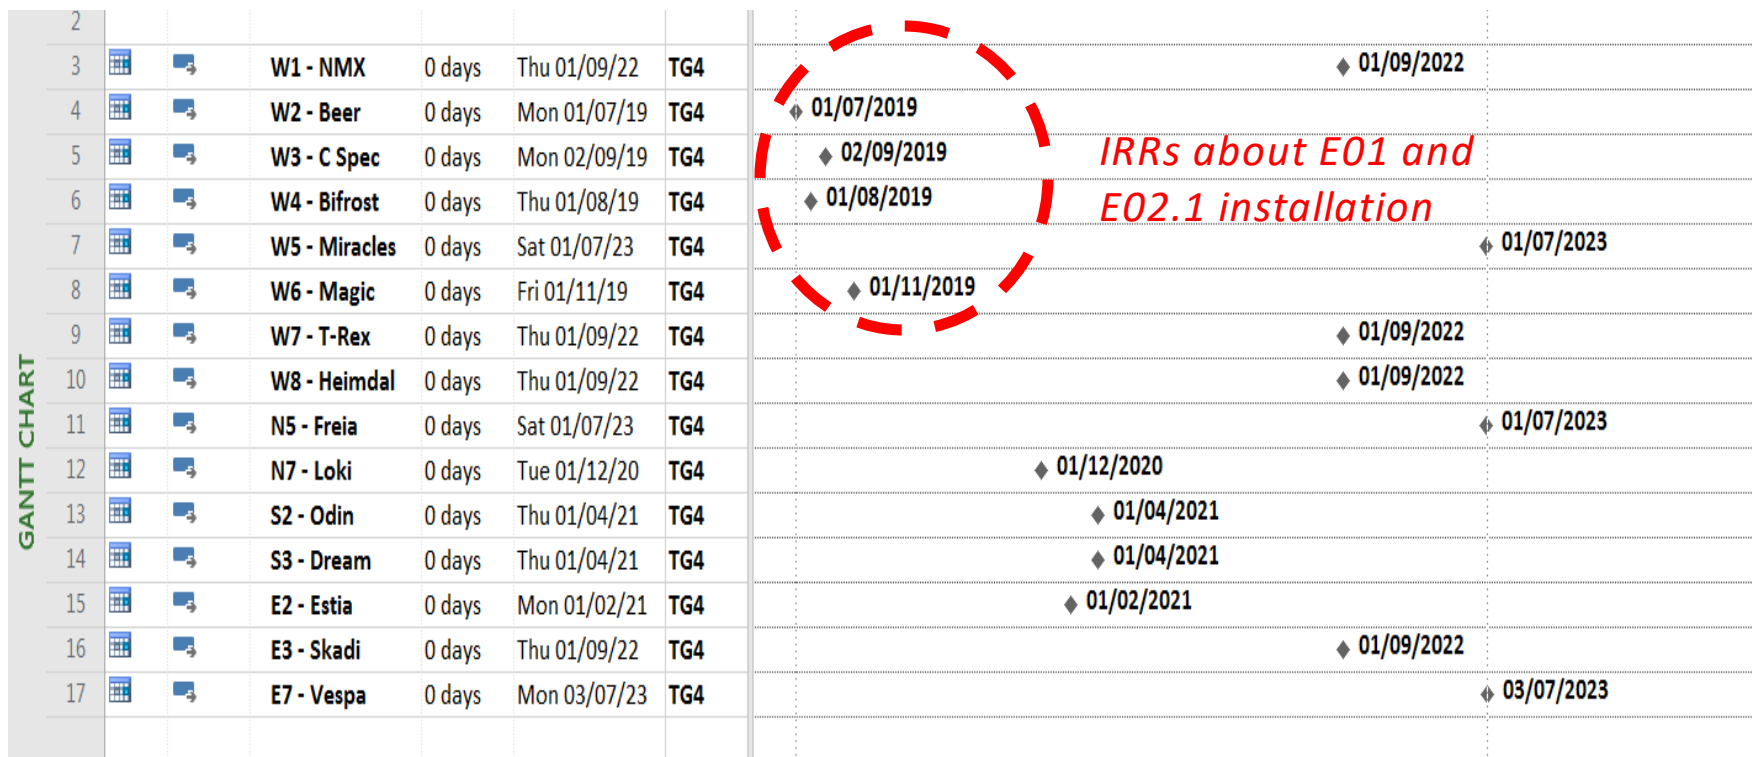 2
3 W1 - NMX 0 days Thu 01/09/22 TG4 01/09/2022
4 W2 - Beer 0 days Mon 01/07/19 TG4 01/07/2019
5 W3 - C Spec 0 days Mon 02/09/19 TG4 02/09/2019
6 W4 - Bifrost 0 days Thu 01/08/19 TG4 01/08/2019
7 W5 - Miracles 0 days Sat 01/07/23 TG4 01/07/2023
8 W6 - Magic 0 days Fri 01/11/19 TG4 01/11/2019
9 W7 - T-Rex 0 days Thu 01/09/22 TG4 01/09/2022
10 W8 - Heimdal 0 days Thu 01/09/22 TG4 01/09/2022
11 N5 - Freia 0 days Sat 01/07/23 TG4 01/07/2023
12 N7 - Loki 0 days Tue 01/12/20 TG4 01/12/2020
13 S2 - Odin 0 days Thu 01/04/21 TG4 01/04/2021
14 S3 - Dream 0 days Thu 01/04/21 TG4 01/04/2021
15 E2 - Estia 0 days Mon 01/02/21 TG4 01/02/2021
16 E3 - Skadi 0 days Thu 01/09/22 TG4 01/09/2022
17 E7 - Vespa 0 days Mon 03/07/23 TG4 03/07/2023
IRRs about E01 and
E02.1 installation
GANTT CHART